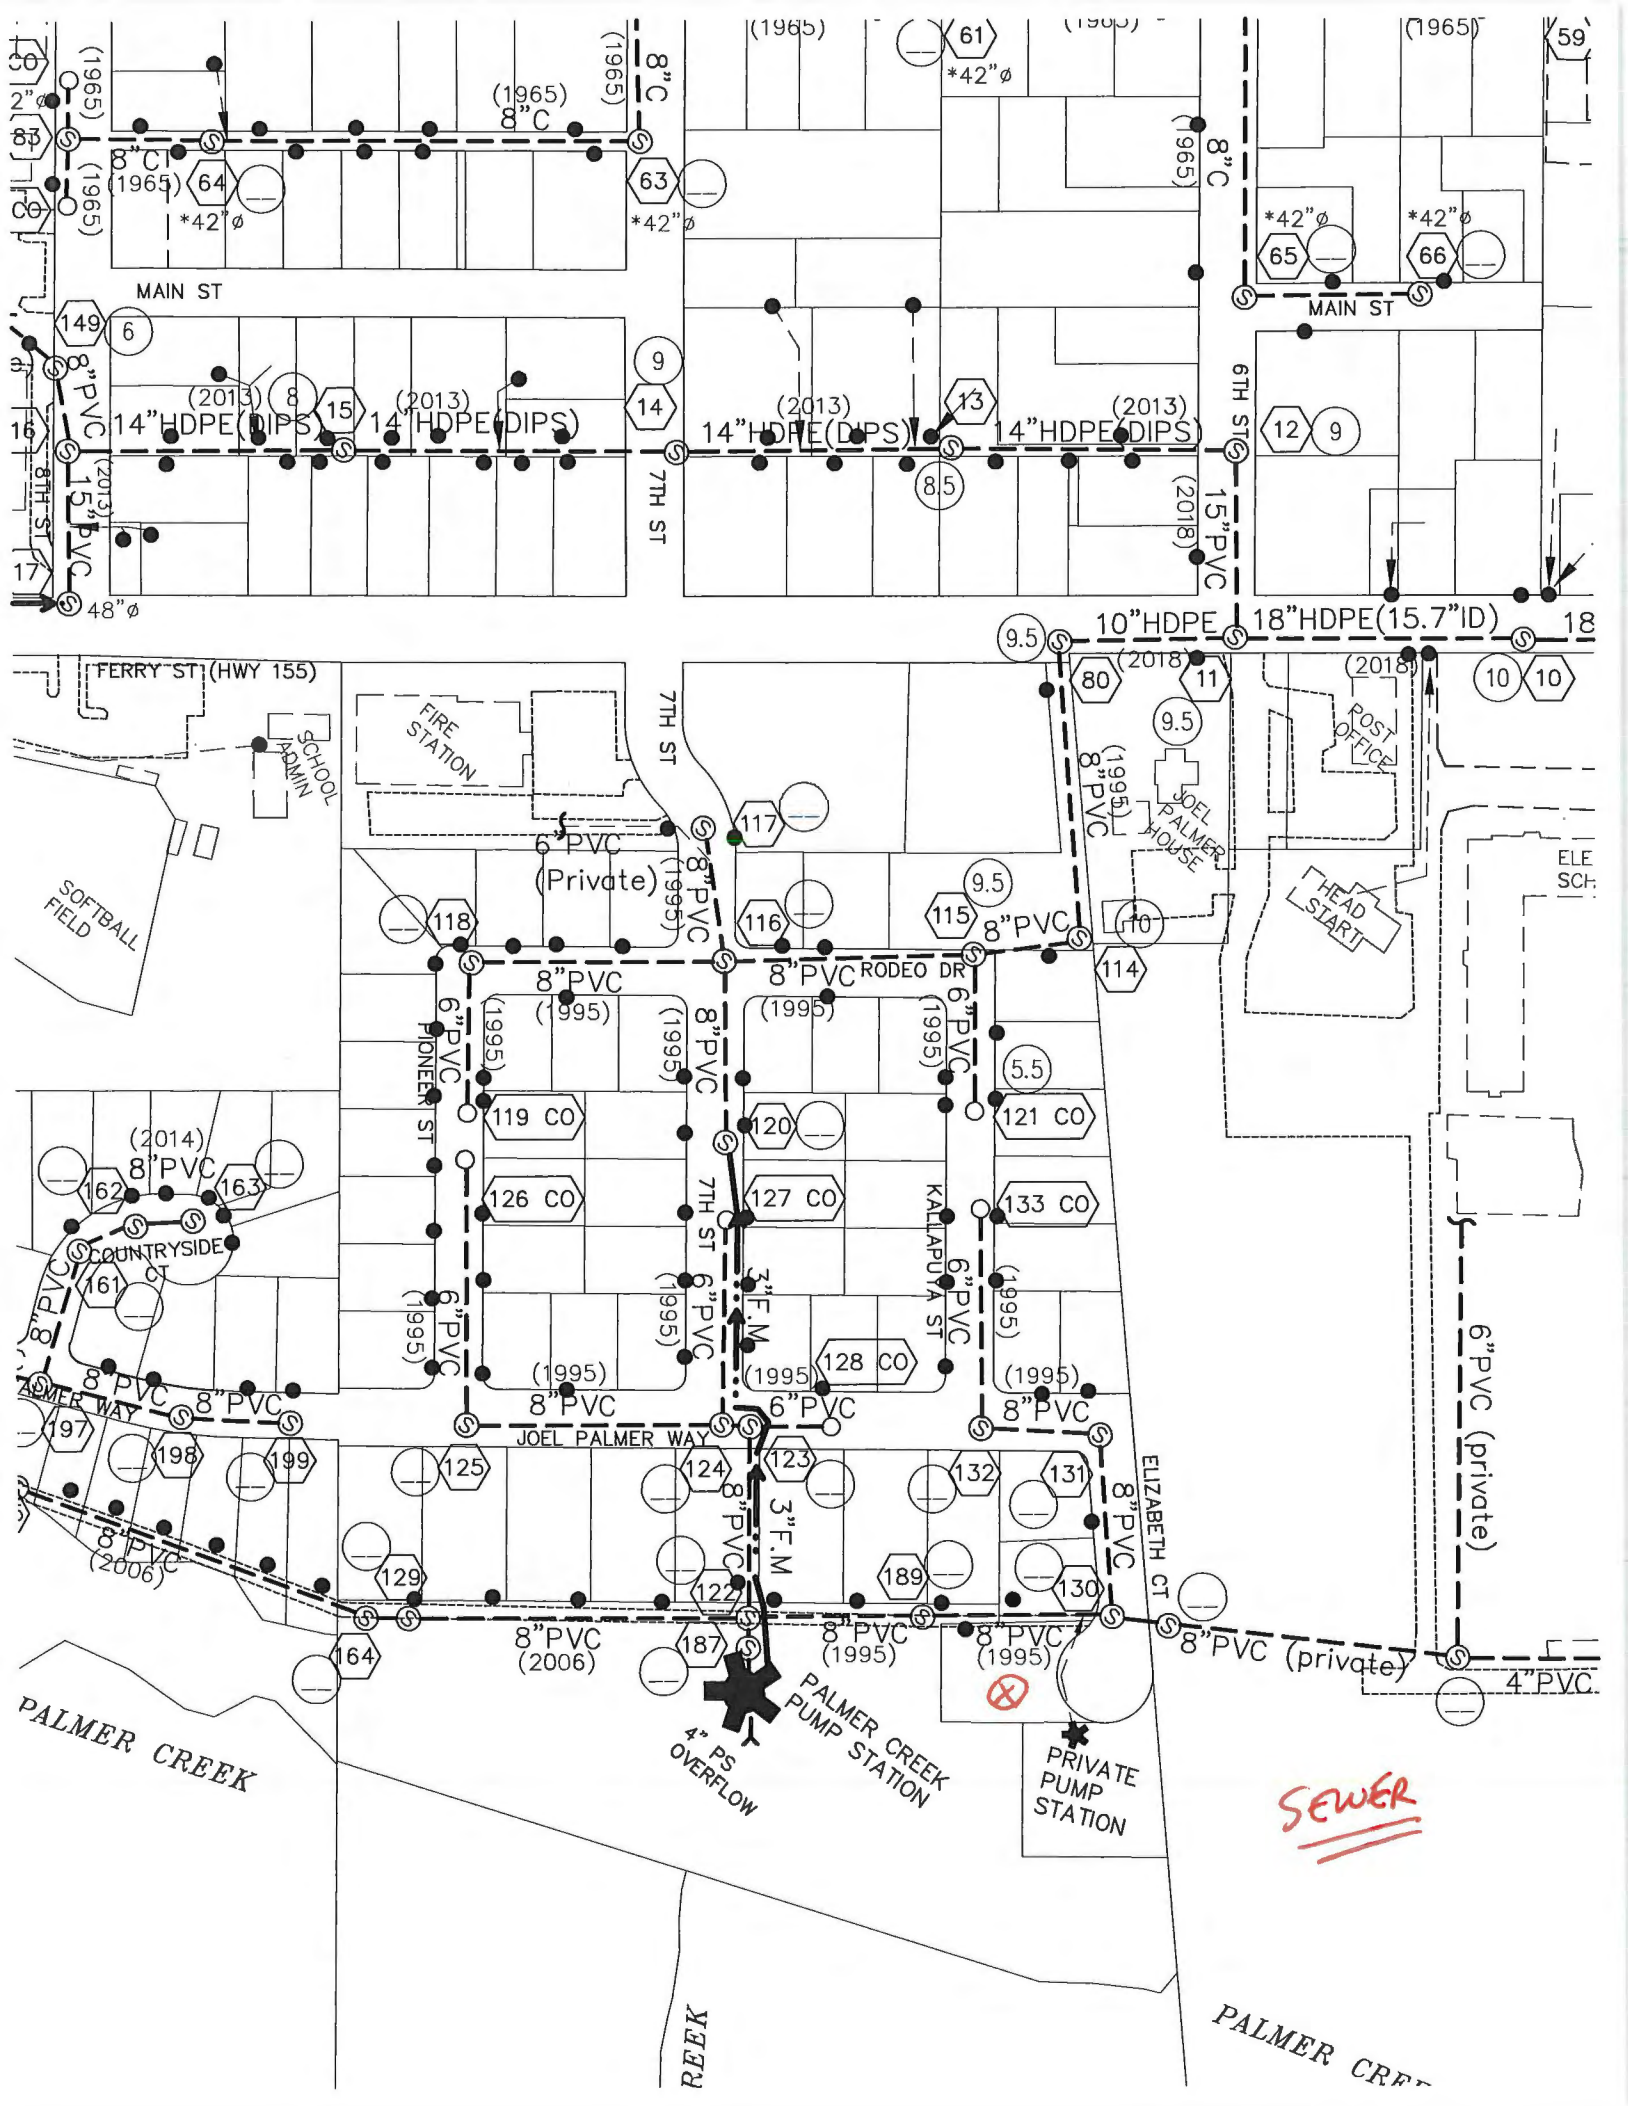 (1965)
(1965)
61
*42"ø
(1965)
59
CO
(1965)
(1965)
8"C
2"ø
(1965)
8"C
83
8"C
(1965)
64
*42"ø
63
*42"ø
(1965)
8"C
(1965)
CO
*42"ø
65
*42"ø
66
MAIN ST
MAIN ST
149
6
8"PVC
9
14
(2013)
8
15
(2013)
14"HDPE(DIPS)
14"HDPE(DIPS)
(2013)
13
(2013)
14"HDPE(DIPS)
14"HDPE(DIPS)
6TH ST
12
9
16
8TH ST
(2013)
15"PVC
7TH ST
8.5
(2018)
15"PVC
17
48"ø
9.5
10"HDPE
18"HDPE(15.7"ID)
18
FERRY ST (HWY 155)
(2018)
(2018)
80
11
10
10
9.5
7TH ST
FIRE
STATION
SCHOOL
ADMIN
POST
OFFICE
(1995)
8"PVC
JOEL
PALMER
HOUSE
117
6"PVC
(Private)
(1995)
8"PVC
ELE
SCH
SOFTBALL
FIELD
HEAD
START
118
116
9.5
115
8"PVC
10
114
8"PVC
(1995)
8"PVC
RODEO DR
(1995)
6"PVC
(1995)
PIONEER ST
(1995)
8"PVC
(1995)
6"PVC
5.5
119 CO
120
121 CO
(2014)
8"PVC
162
163
126 CO
127 CO
133 CO
7TH ST
KALLAPUYA ST
COUNTRYSIDE
CT
161
8"PVC
6"PVC
(1995)
(1995)
6"PVC
3"F.M
6"PVC
(1995)
6"PVC (private)
128 CO
8"PVC
8"PVC
(1995)
8"PVC
(1995)
6"PVC
(1995)
8"PVC
ALMER WAY
JOEL PALMER WAY
197
198
199
125
124
123
132
131
8"PVC
3"F.M
8"PVC
ELIZABETH CT
8"PVC
(2006)
129
122
189
130
164
8"PVC
(2006)
187
8"PVC
(1995)
8"PVC
(1995)
8"PVC (private)
4"PVC
PALMER CREEK
4" PS
OVERFLOW
PALMER CREEK
PUMP STATION
PRIVATE
PUMP
STATION
SEWER
REEK
PALMER CREE